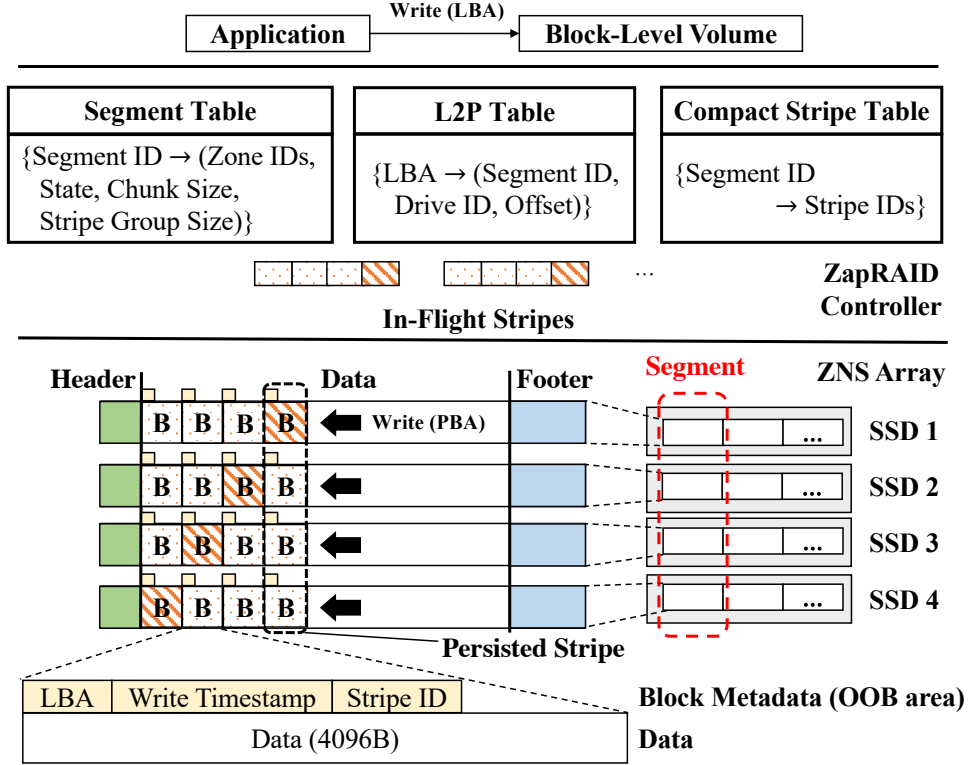 Write (LBA)
Application
Block-Level Volume
Segment Table
{Segment ID → (Zone IDs,
State, Chunk Size,
Stripe Group Size)}
L2P Table
{LBA → (Segment ID,
Drive ID, Offset)}
Compact Stripe Table
{Segment ID
→ Stripe IDs}
...
ZapRAID
Controller
In-Flight Stripes
Header
Data
Footer
Segment
ZNS Array
B B B B
Write (PBA)
...
SSD 1
B B B B
...
SSD 2
B B B B
...
SSD 3
B B B B
...
SSD 4
Persisted Stripe
LBA
Write Timestamp
Stripe ID
Block Metadata (OOB area)
Data (4096B)
Data